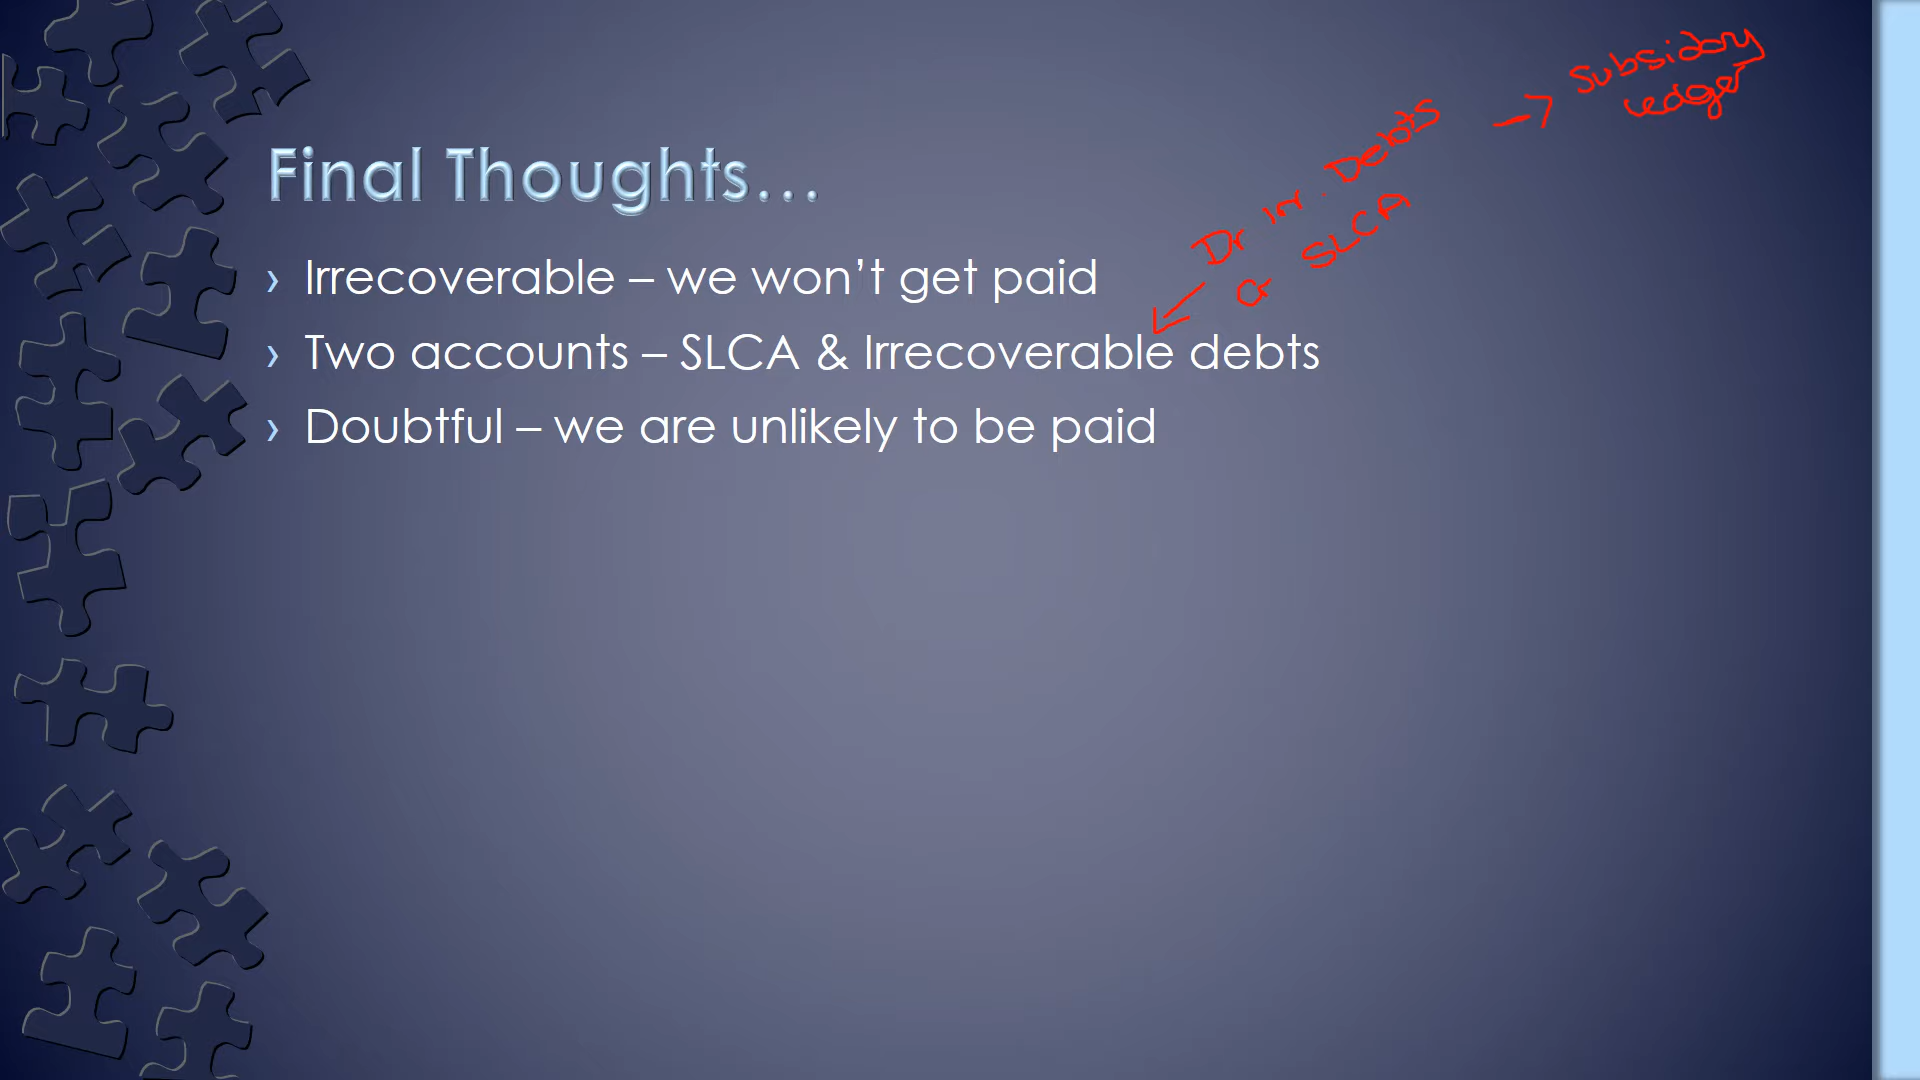 Subsidary
ledger
Dr Irr. Debts
Cr SLCA
Final Thoughts...
› Irrecoverable – we won’t get paid
› Two accounts – SLCA & Irrecoverable debts
› Doubtful – we are unlikely to be paid